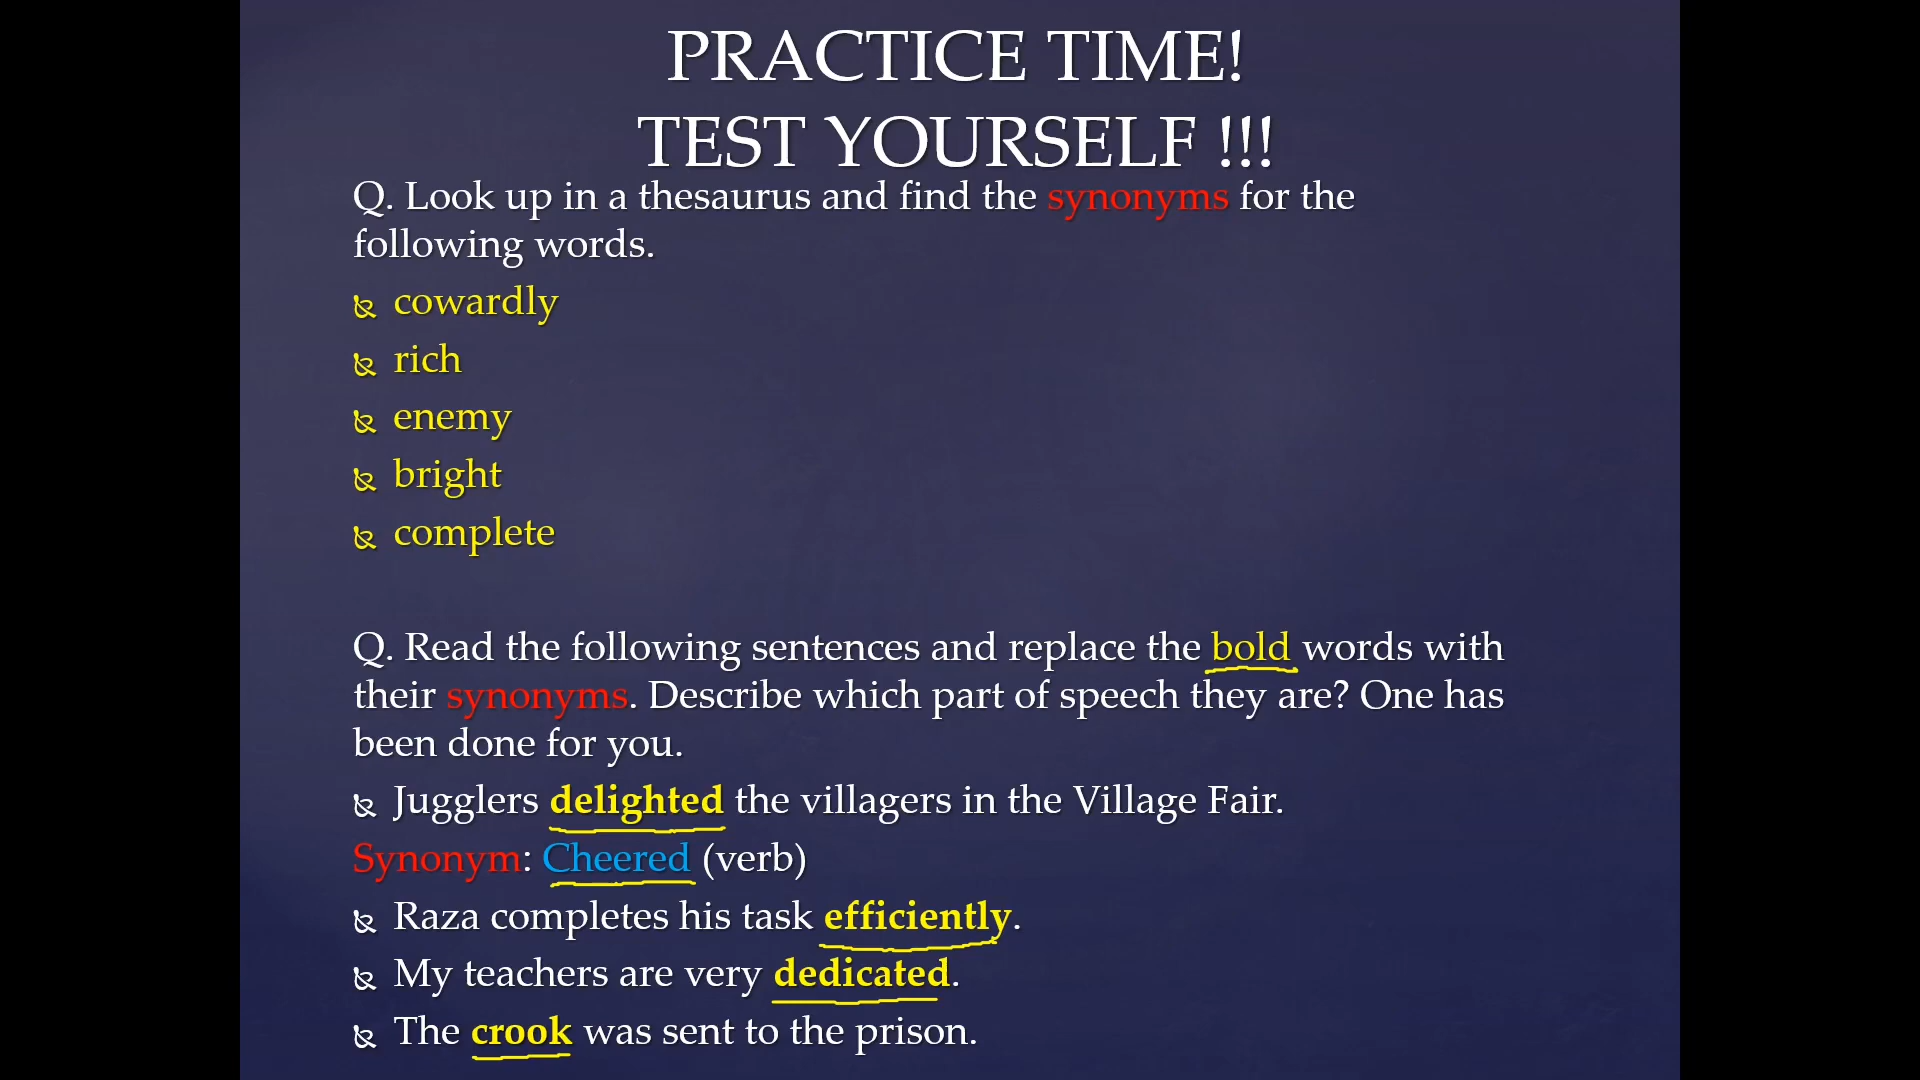 PRACTICE TIME!
TEST YOURSELF !!!
Q. Look up in a thesaurus and find the synonyms for the
following words.
cowardly
rich
enemy
bright
complete
Q. Read the following sentences and replace the bold words with
their synonyms. Describe which part of speech they are? One has
been done for you.
Jugglers delighted the villagers in the Village Fair.
Synonym: Cheered (verb)
Raza completes his task efficiently.
My teachers are very dedicated.
The crook was sent to the prison.